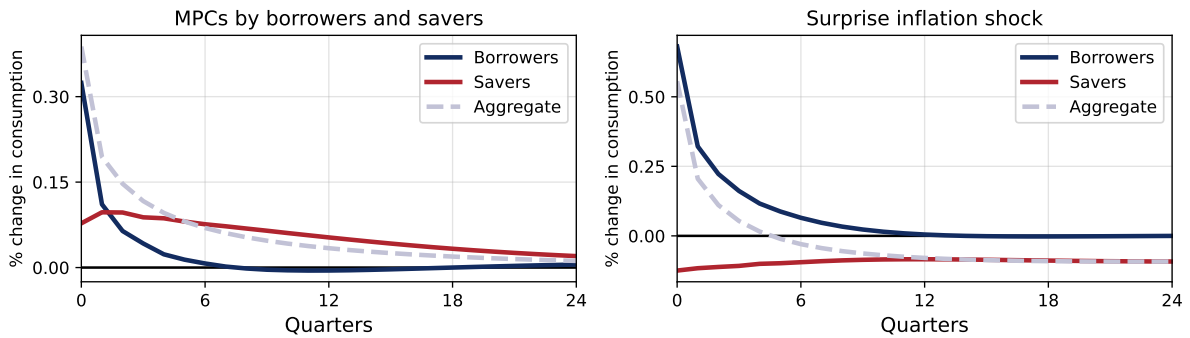 MPCs by borrowers and savers
% change in consumption
0.30
0.15
0.00
Borrowers
Savers
Aggregate
0
6
12
18
24
Quarters
Surprise inflation shock
% change in consumption
0.50
0.25
0.00
Borrowers
Savers
Aggregate
0
6
12
18
24
Quarters